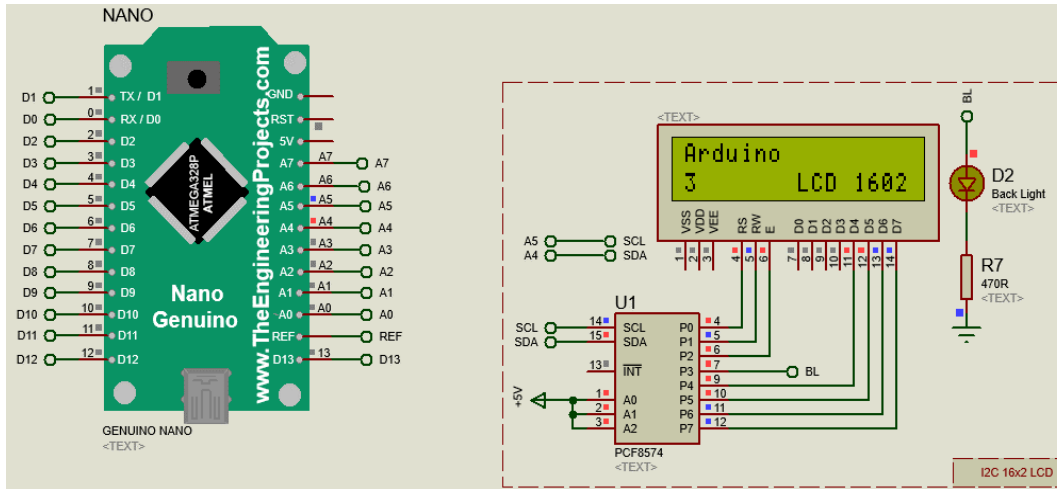 NANO
www.TheEngineeringProjects.com
D1 1 TX / D1
D0 0 RX / D0
D2 2 D2
D3 3 D3
D4 4 D4
D5 5 D5
D6 6 D6
D7 7 D7
D8 8 D8
D9 9 D9
D10 10 D10
D11 11 D11
D12 12 D12
ATMEGA328P
ATMEL
Nano
Genuino
GND
RST
5V
A7 A7 A7
A6 A6 A6
A5 A5 A5
A4 A4 A4
A3 A3 A3
A2 A2 A2
A1 A1 A1
A0 A0 A0
REF REF
D13 13 D13
GENUINO NANO
<TEXT>
<TEXT>
Arduino
3 LCD 1602
VSS VDD VEE RS RW E D0 D1 D2 D3 D4 D5 D6 D7
1 2 3 4 5 6 7 8 9 10 11 12 13 14
BL
D2
Back Light
<TEXT>
R7
470R
<TEXT>
A5 SCL
A4 SDA
U1
SCL 14 SCL
SDA 15 SDA
13 INT
+5V
1 A0
2 A1
3 A2
P0 4
P1 5
P2 6
P3 7 BL
P4 9
P5 10
P6 11
P7 12
PCF8574
<TEXT>
I2C 16x2 LCD